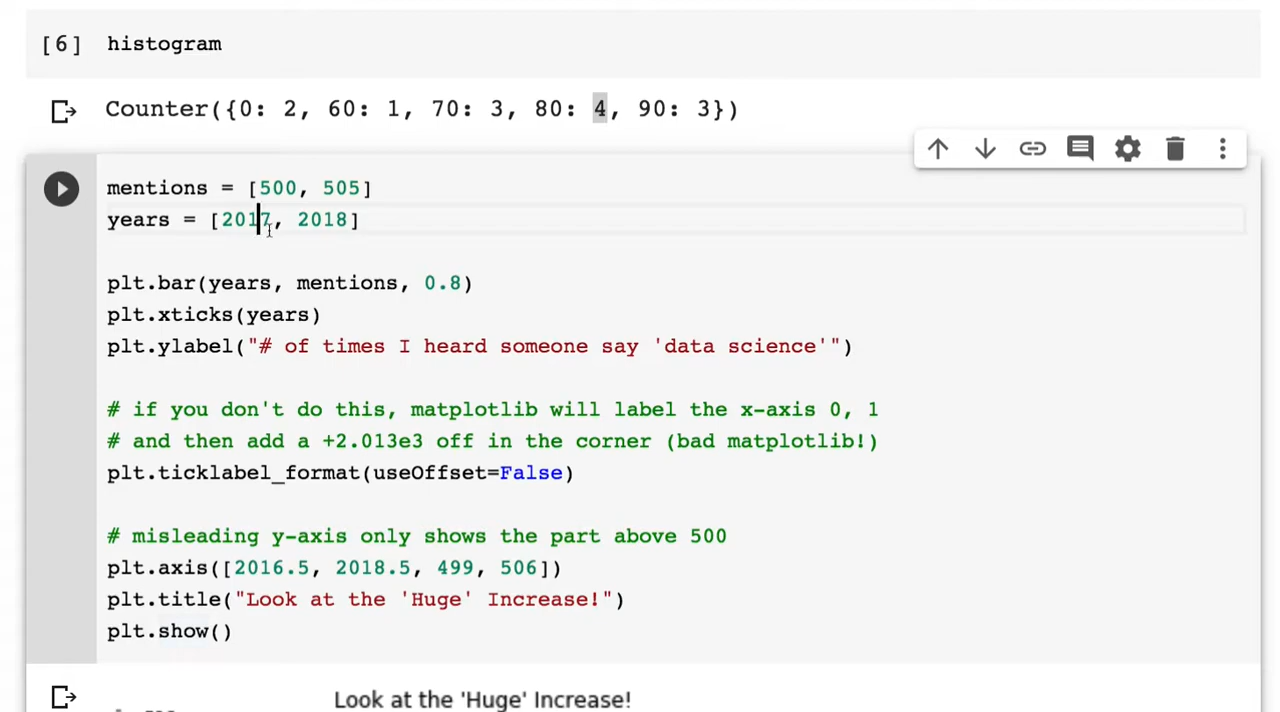 [6] histogram
Counter({0: 2, 60: 1, 70: 3, 80: 4, 90: 3})
mentions = [500, 505]
years = [2017, 2018]
plt.bar(years, mentions, 0.8)
plt.xticks(years)
plt.ylabel("# of times I heard someone say 'data science'")
# if you don't do this, matplotlib will label the x-axis 0, 1
# and then add a +2.013e3 off in the corner (bad matplotlib!)
plt.ticklabel_format(useOffset=False)
# misleading y-axis only shows the part above 500
plt.axis([2016.5, 2018.5, 499, 506])
plt.title("Look at the 'Huge' Increase!")
plt.show()
Look at the 'Huge' Increase!